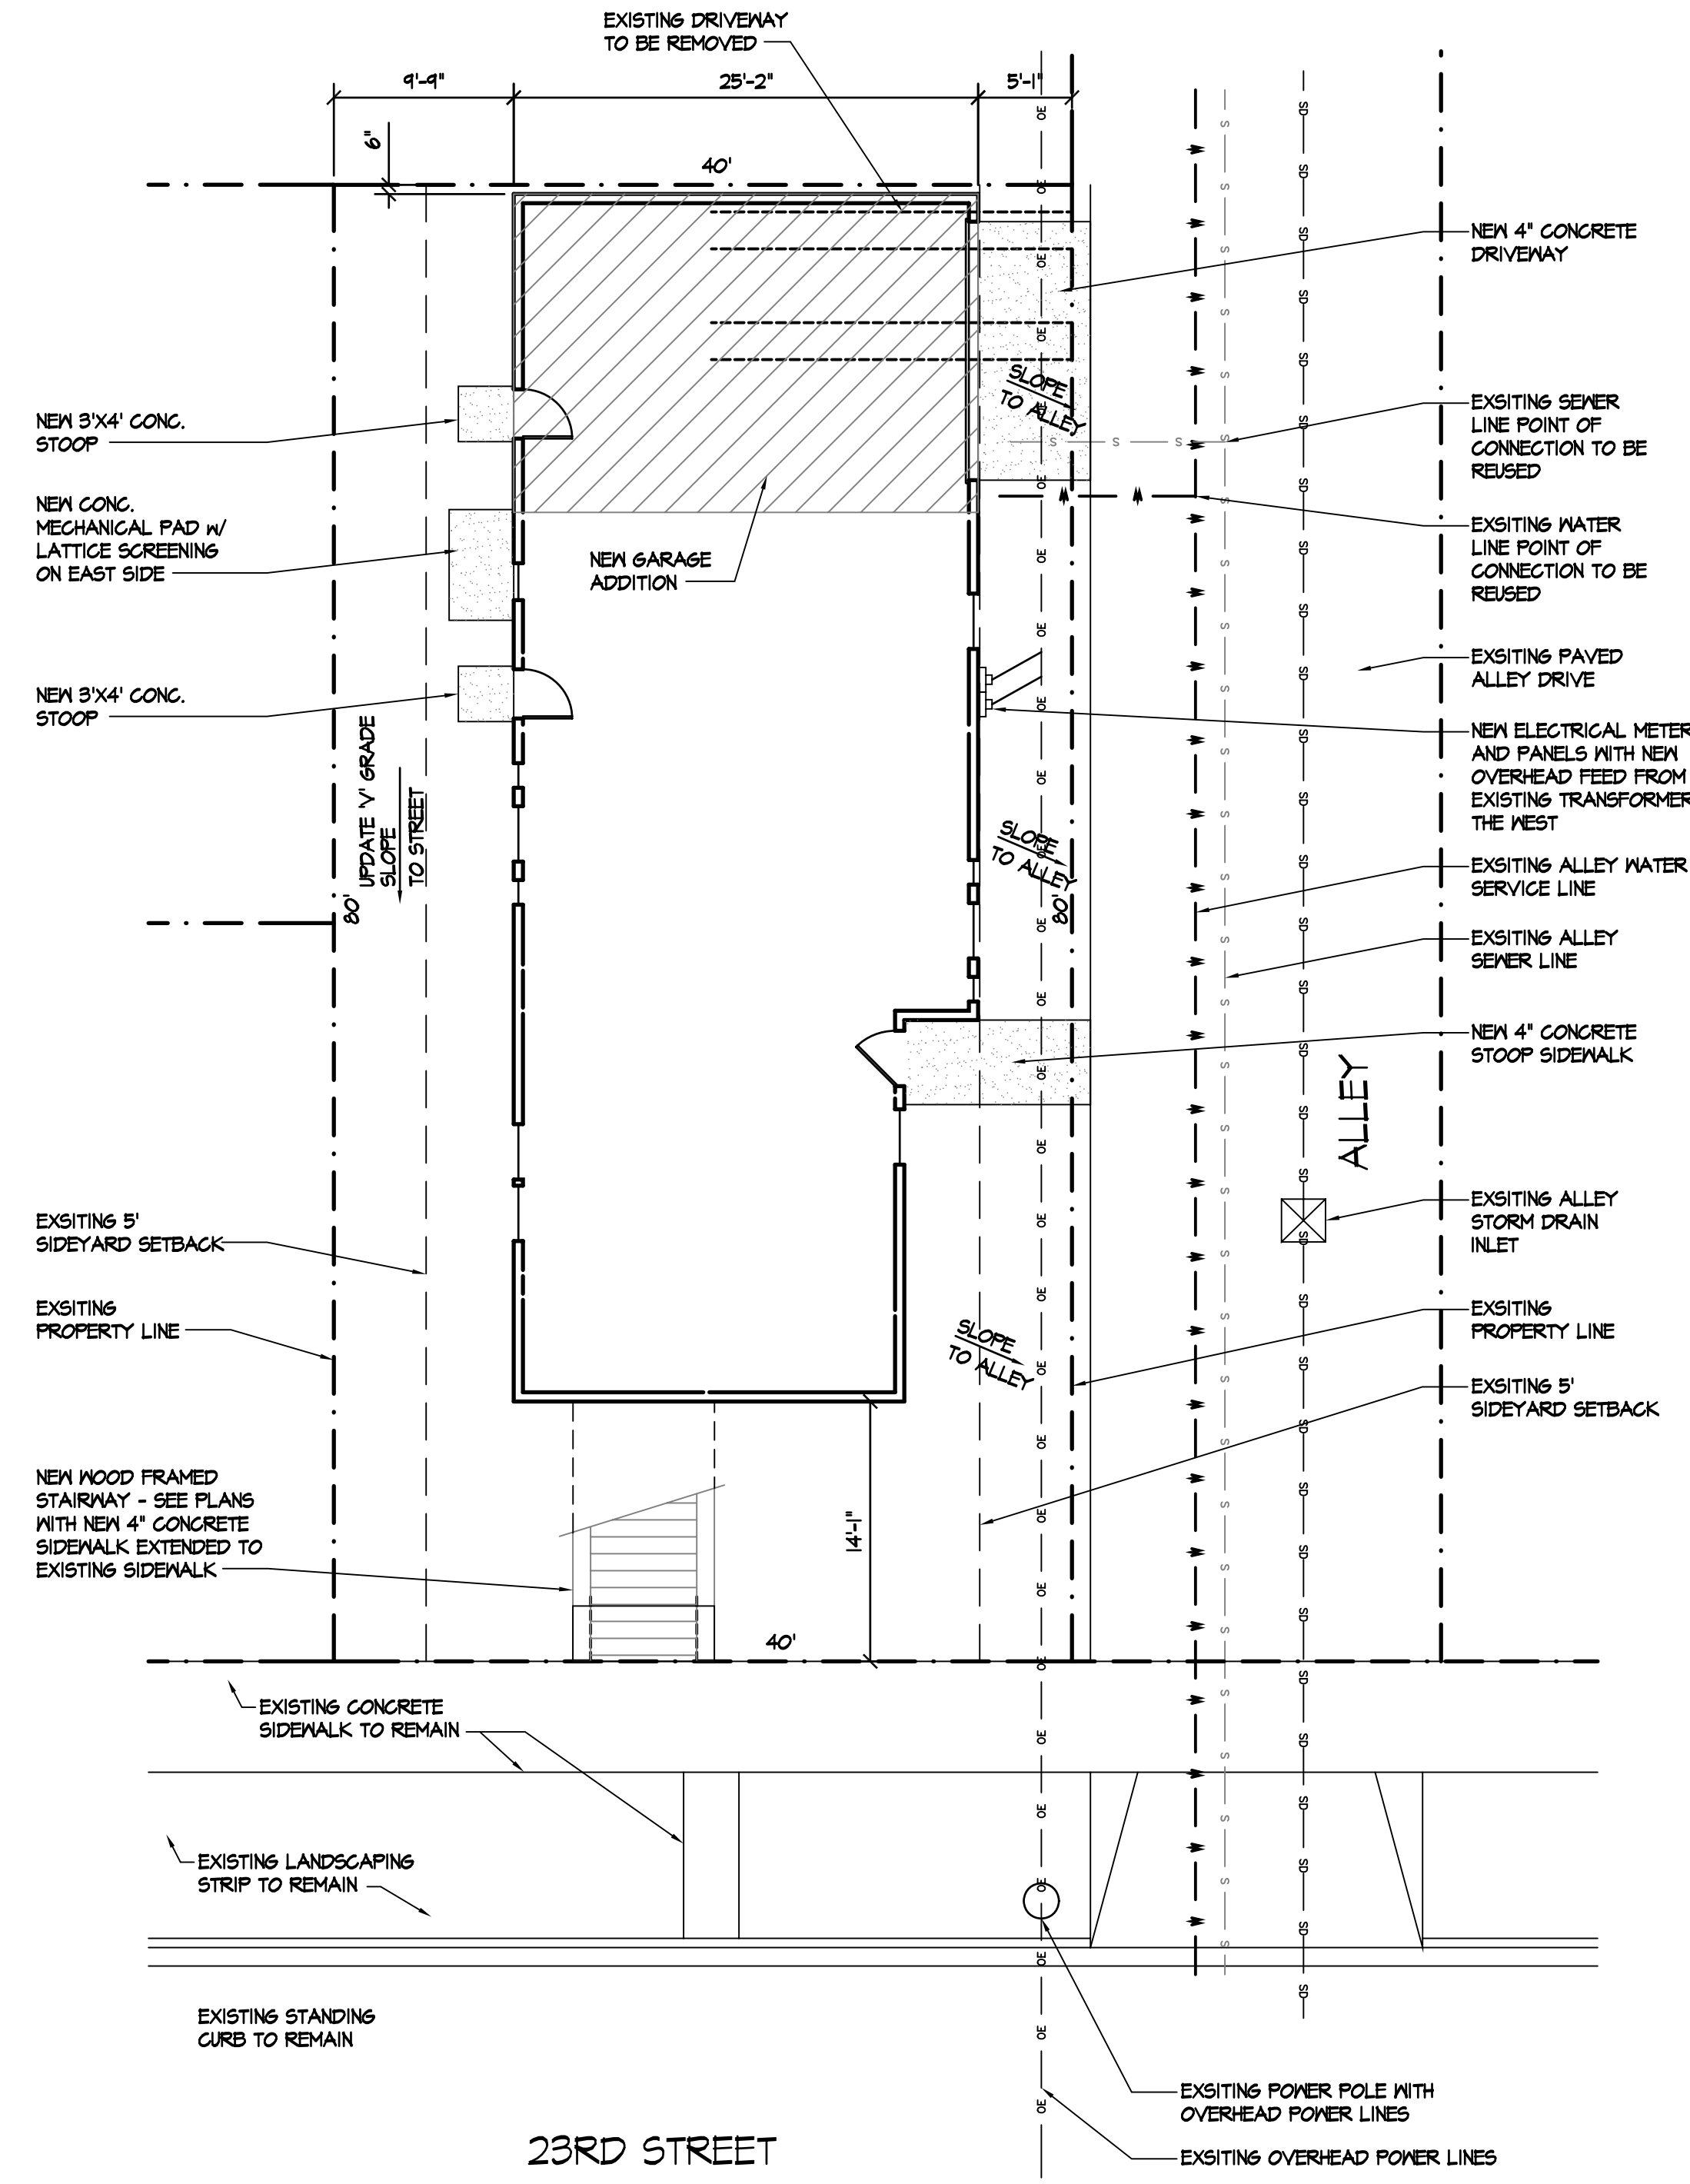 EXISTING DRIVEWAY
TO BE REMOVED
9'-9"
25'-2"
5'-1"
6"
40'
NEW 4" CONCRETE
DRIVEWAY
SLOPE
TO ALLEY
NEW 3'X4' CONC.
STOOP
EXSITING SEWER
LINE POINT OF
CONNECTION TO BE
REUSED
NEW CONC.
MECHANICAL PAD W/
LATTICE SCREENING
ON EAST SIDE
NEW GARAGE
ADDITION
EXSITING WATER
LINE POINT OF
CONNECTION TO BE
REUSED
EXSITING PAVED
ALLEY DRIVE
NEW 3'X4' CONC.
STOOP
NEW ELECTRICAL METER
AND PANELS WITH NEW
OVERHEAD FEED FROM
EXISTING TRANSFORMER
THE WEST
UPDATE 'V' GRADE
SLOPE
TO STREET
80'
SLOPE
TO ALLEY
80'
EXSITING ALLEY WATER
SERVICE LINE
EXSITING ALLEY
SEWER LINE
NEW 4" CONCRETE
STOOP SIDEWALK
ALLEY
EXSITING ALLEY
STORM DRAIN
INLET
EXSITING 5'
SIDEYARD SETBACK
EXSITING
PROPERTY LINE
SLOPE
TO ALLEY
EXSITING
PROPERTY LINE
EXSITING 5'
SIDEYARD SETBACK
NEW WOOD FRAMED
STAIRWAY - SEE PLANS
WITH NEW 4" CONCRETE
SIDEWALK EXTENDED TO
EXISTING SIDEWALK
14'-1"
40'
EXISTING CONCRETE
SIDEWALK TO REMAIN
EXISTING LANDSCAPING
STRIP TO REMAIN
EXISTING STANDING
CURB TO REMAIN
EXSITING POWER POLE WITH
OVERHEAD POWER LINES
EXSITING OVERHEAD POWER LINES
23RD STREET
OE
S
SD